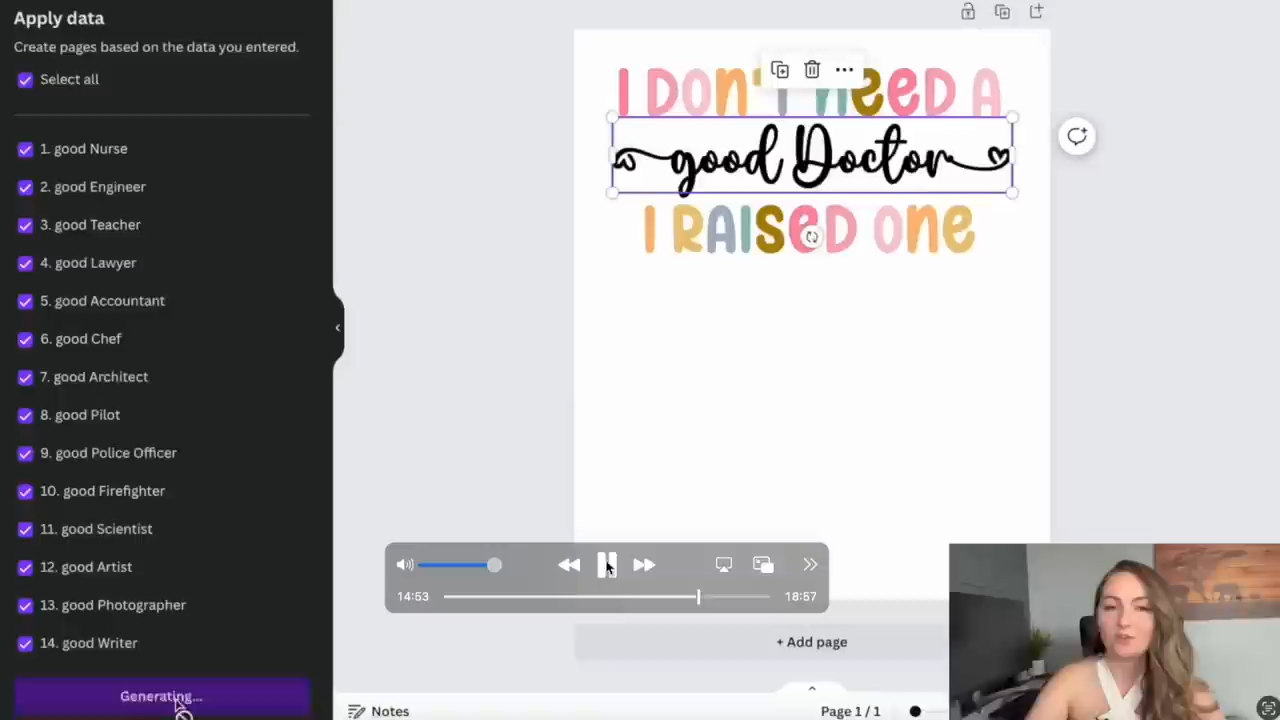 Apply data
Create pages based on the data you entered.
Select all
1. good Nurse
2. good Engineer
3. good Teacher
4. good Lawyer
5. good Accountant
6. good Chef
7. good Architect
8. good Pilot
9. good Police Officer
10. good Firefighter
11. good Scientist
12. good Artist
13. good Photographer
14. good Writer
Generating...
I DON'T NEED A
good Doctor
I RAISED ONE
14:53
18:57
+ Add page
Notes
Page 1 / 1